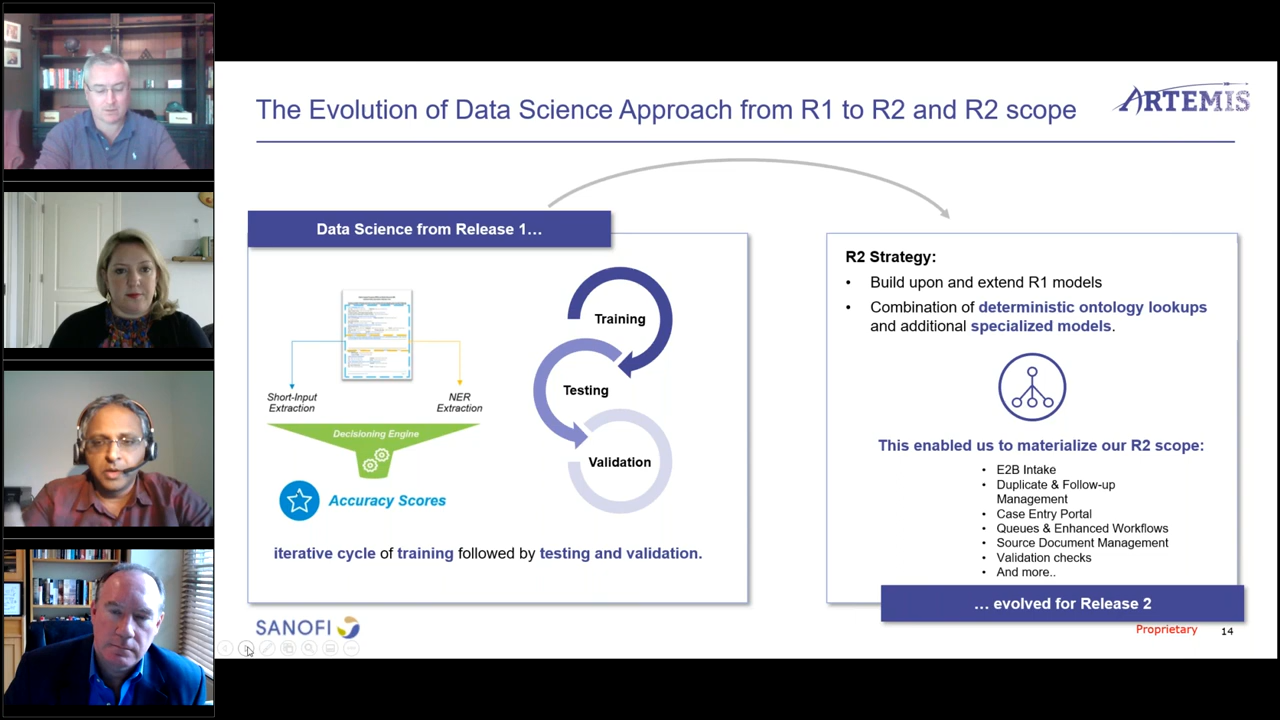 The Evolution of Data Science Approach from R1 to R2 and R2 scope
ARTEMIS
Data Science from Release 1…
Short-Input
Extraction
NER
Extraction
Decisioning Engine
Accuracy Scores
Training
Testing
Validation
iterative cycle of training followed by testing and validation.
R2 Strategy:
• Build upon and extend R1 models
• Combination of deterministic ontology lookups
and additional specialized models.
This enabled us to materialize our R2 scope:
• E2B Intake
• Duplicate & Follow-up
Management
• Case Entry Portal
• Queues & Enhanced Workflows
• Source Document Management
• Validation checks
• And more..
… evolved for Release 2
SANOFI
Proprietary
14